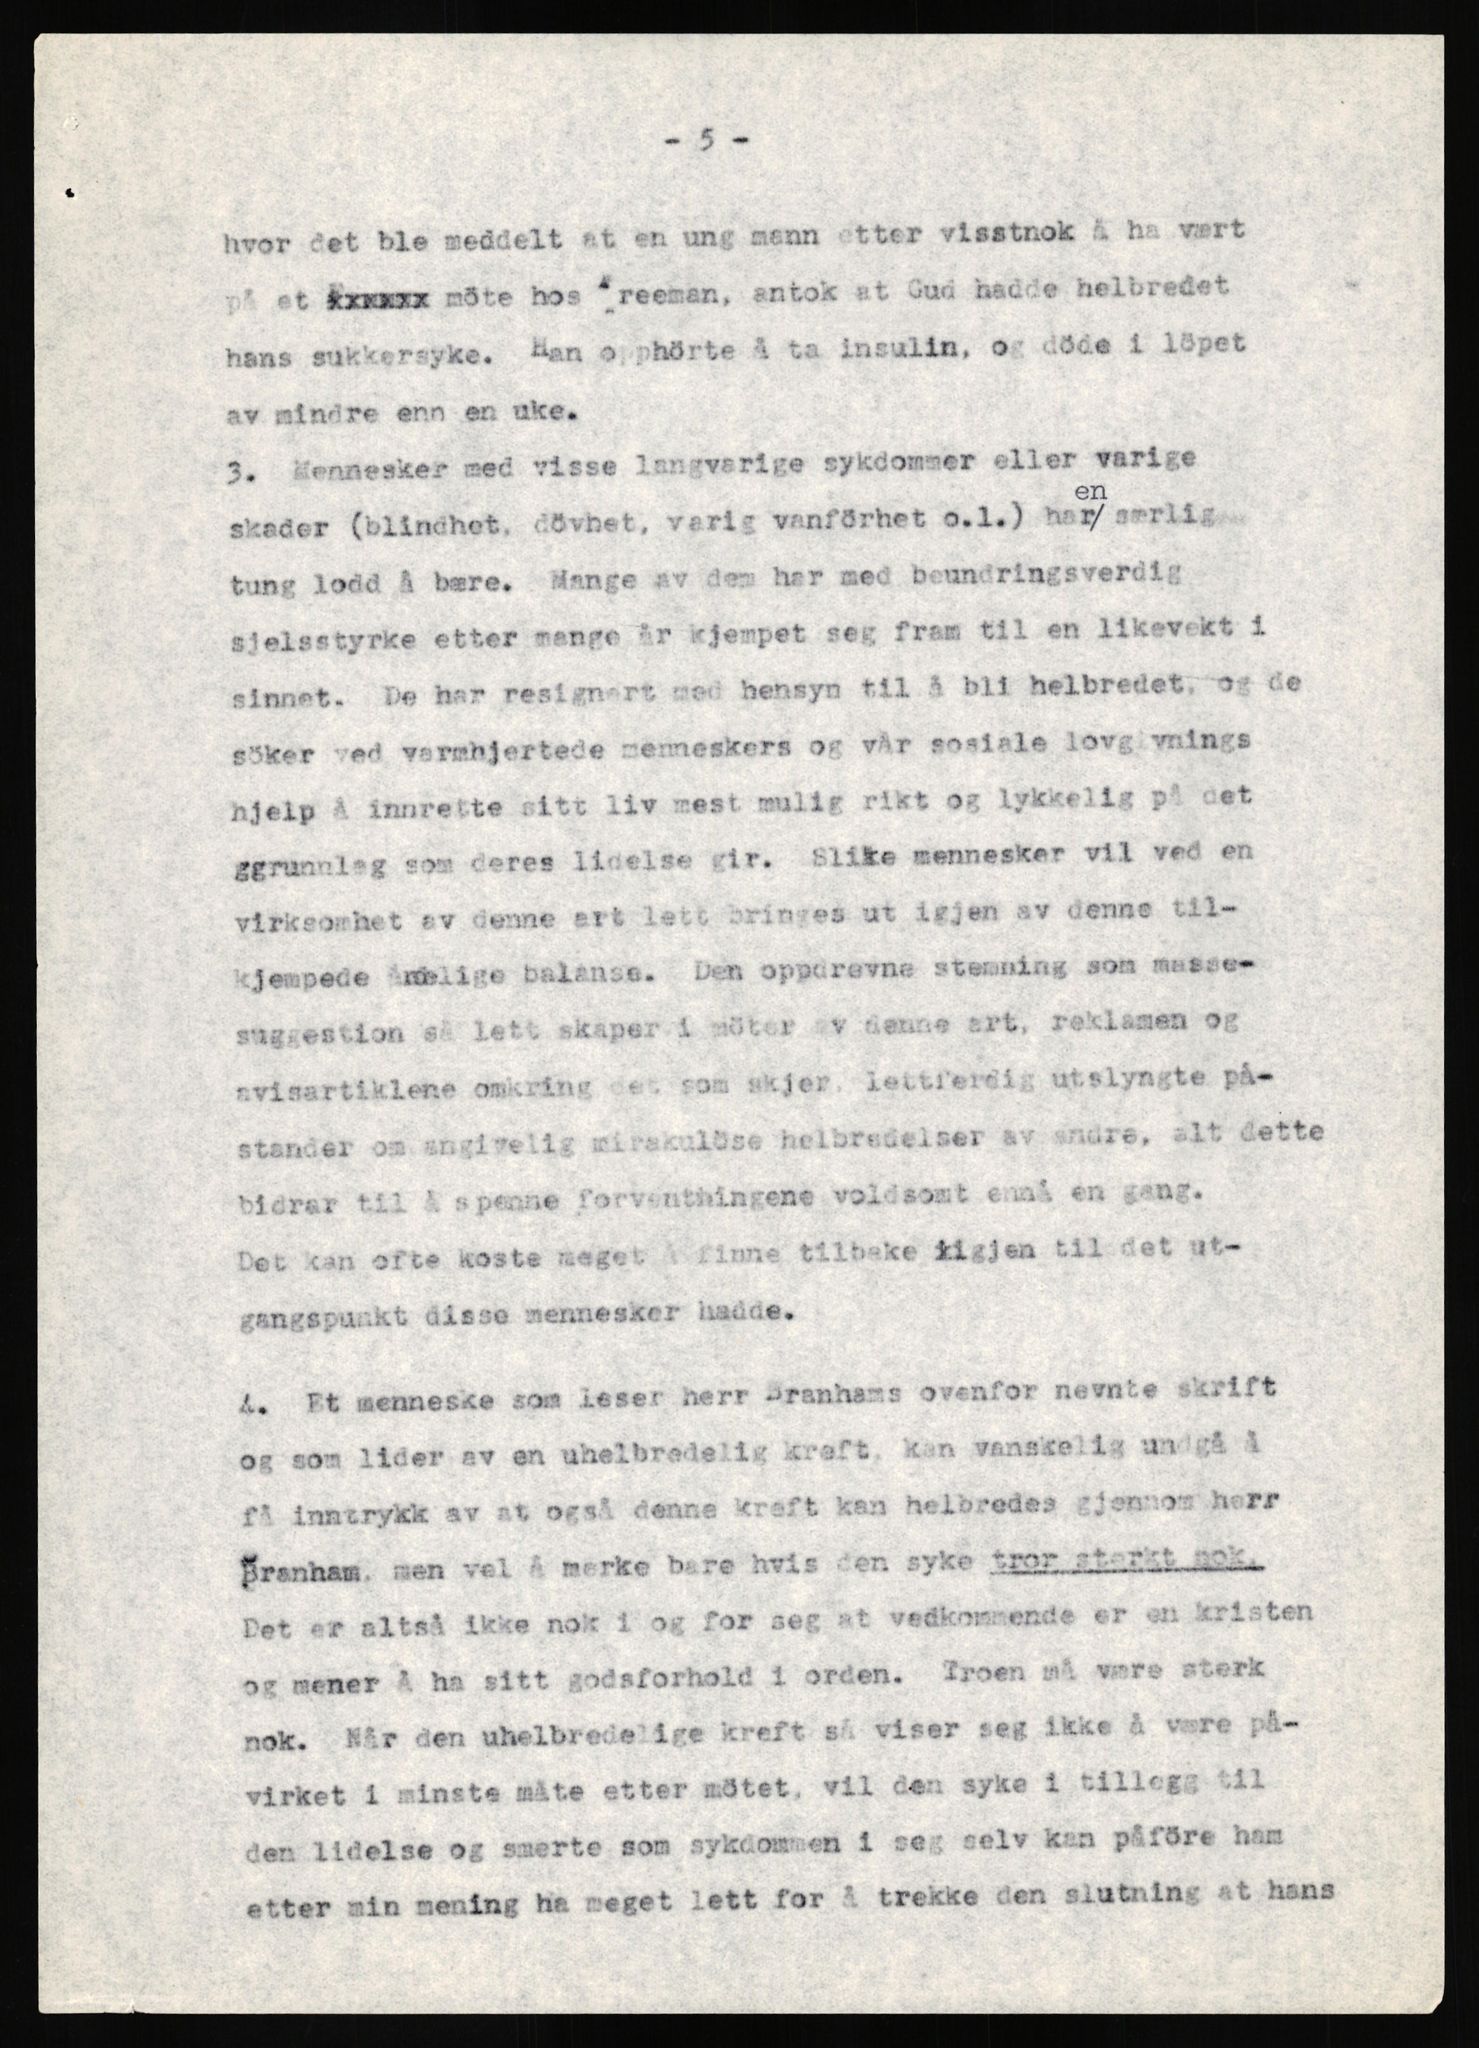 - 5 -
hvor det ble meddelt at en ung mann etter visstnok å ha vært
på et xxxxxx möte hos Freeman, antok at Gud hadde helbredet
hans sukkersyke. Han opphörte å ta insulin, og döde i löpet
av mindre enn en uke.
3. Mennesker med visse langvarige sykdommer eller varige
en
skader (blindhet, dövhet, varig vanförhet o.l.) har/ særlig
tung lodd å bære. Mange av dem har med beundringsverdig
sjelsstyrke etter mange år kjempet seg fram til en likevekt i
sinnet. De har resignert med hensyn til å bli helbredet, og de
söker ved varmhjertede menneskers og vår sosiale lovgivnings
hjelp å innrette sitt liv mest mulig rikt og lykkelig på det
ggrunnlag som deres lidelse gir. Slike mennesker vil ved en
virksomhet av denne art lett bringes ut igjen av denne til-
kjempede åndelige balanse. Den oppdrevne stemning som masse-
suggestion så lett skaper i möter av denne art, reklamen og
avisartiklene omkring det som skjer, lettferdig utslyngte på-
stander om angivelig mirakulöse helbredelser av andre, alt dette
bidrar til å spenne forventningene voldsomt ennå en gang.
Det kan ofte koste meget å finne tilbake igjen til det ut-
gangspunkt disse mennesker hadde.
4. Et menneske som leser herr Branhams ovenfor nevnte skrift
og som lider av en uhelbredelig kreft, kan vanskelig undgå å
få inntrykk av at også denne kreft kan helbredes gjennom herr
Branham, men vel å merke bare hvis den syke tror sterkt nok.
Det er altså ikke nok i og for seg at vedkommende er en kristen
og mener å ha sitt godsforhold i orden. Troen må være sterk
nok. Når den uhelbredelige kreft så viser seg ikke å være på-
virket i minste måte etter mötet, vil den syke i tillegg til
den lidelse og smerte som sykdommen i seg selv kan påföre ham
etter min mening ha meget lett for å trekke den slutning at hans